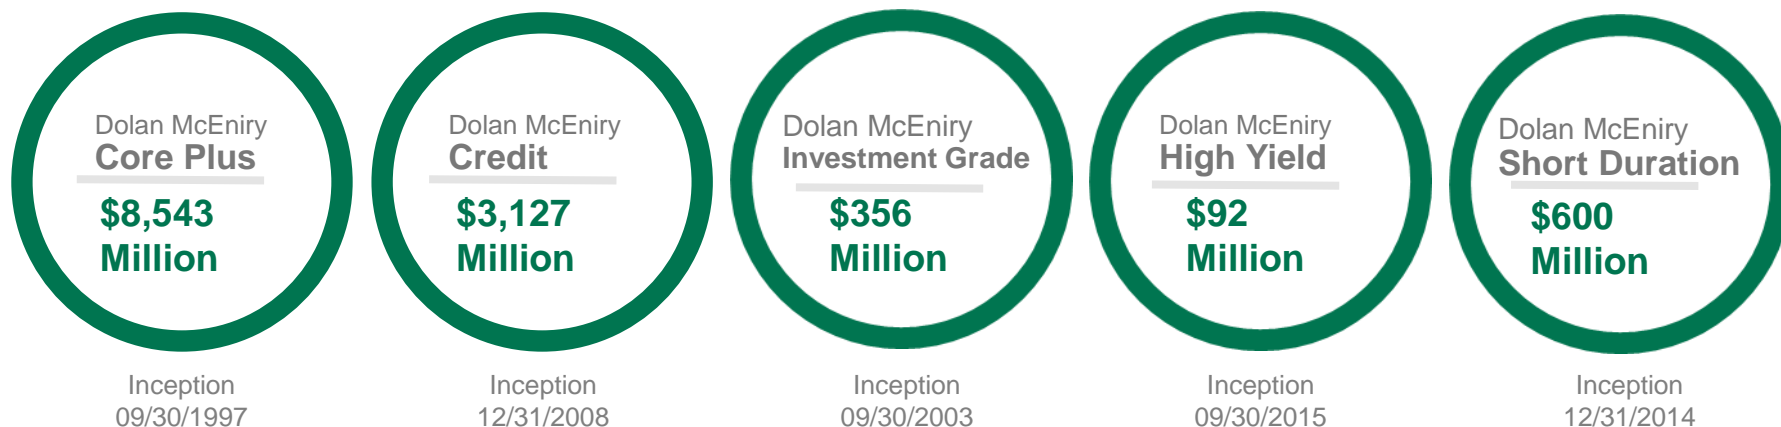 Dolan McEniry
Core Plus
$8,543
Million
Inception
09/30/1997
Dolan McEniry
Credit
$3,127
Million
Inception
12/31/2008
Dolan McEniry
Investment Grade
$356
Million
Inception
09/30/2003
Dolan McEniry
High Yield
$92
Million
Inception
09/30/2015
Dolan McEniry
Short Duration
$600
Million
Inception
12/31/2014